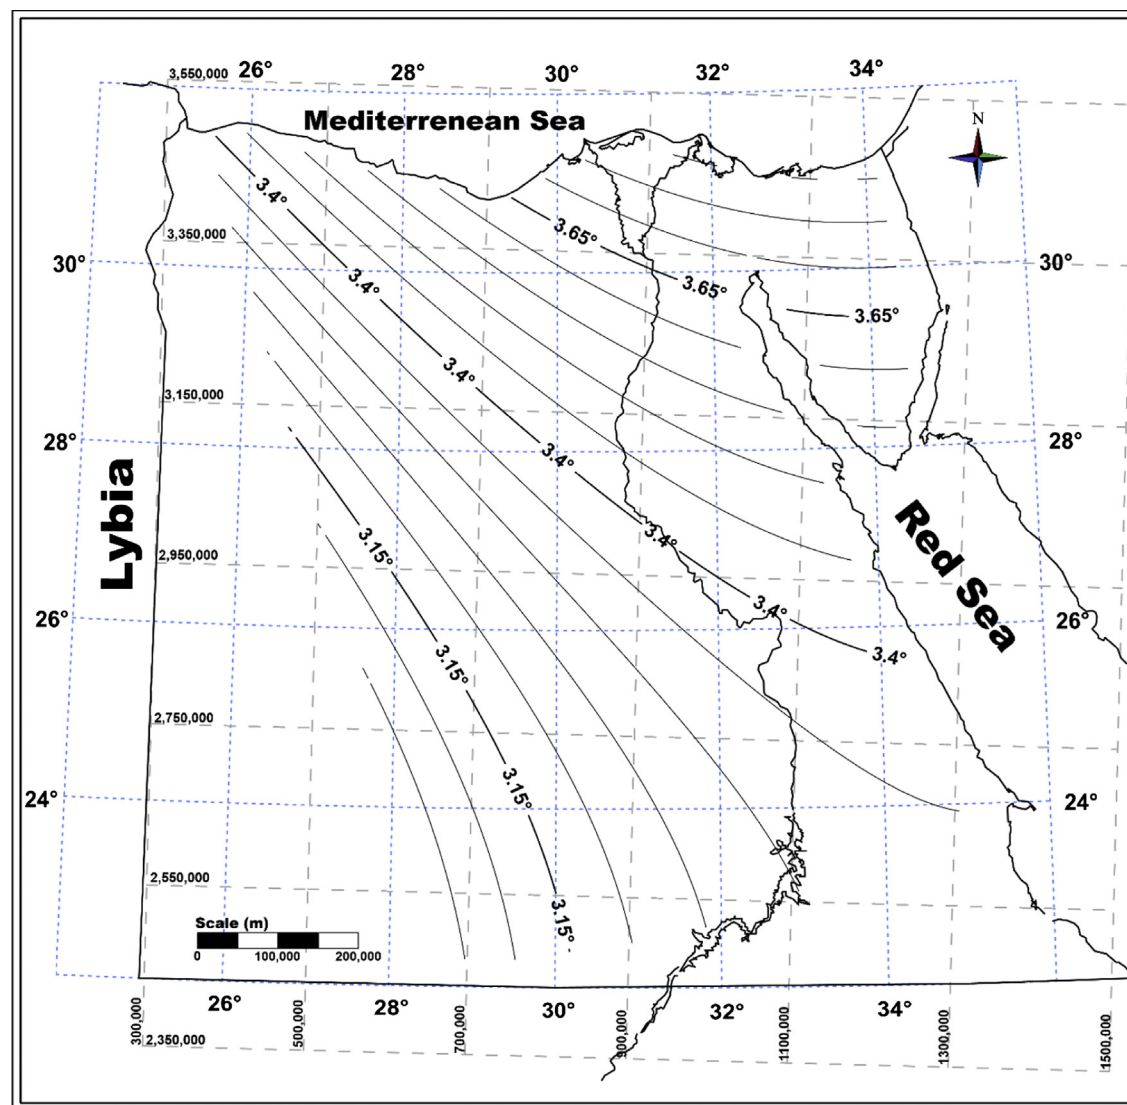 3,550,000
26° 28° 30° 32° 34°
Mediterrenean Sea
N
3.4°
3.65°
3,350,000
30° 30°
3.4°
3.65°
3.65°
3.4°
3,150,000
28° 28°
3.4°
Lybia
Red Sea
3.15°
3.4°
2,950,000
3.4°
26° 26°
3.15°
3.4°
2,750,000
3.15°
24° 24°
2,550,000
3.15°
4
Scale (m)
0 100,000 200,000
26° 28° 30° 32° 34°
300,000 500,000 700,000 900,000 1100,000 1300,000 1500,000
2,350,000